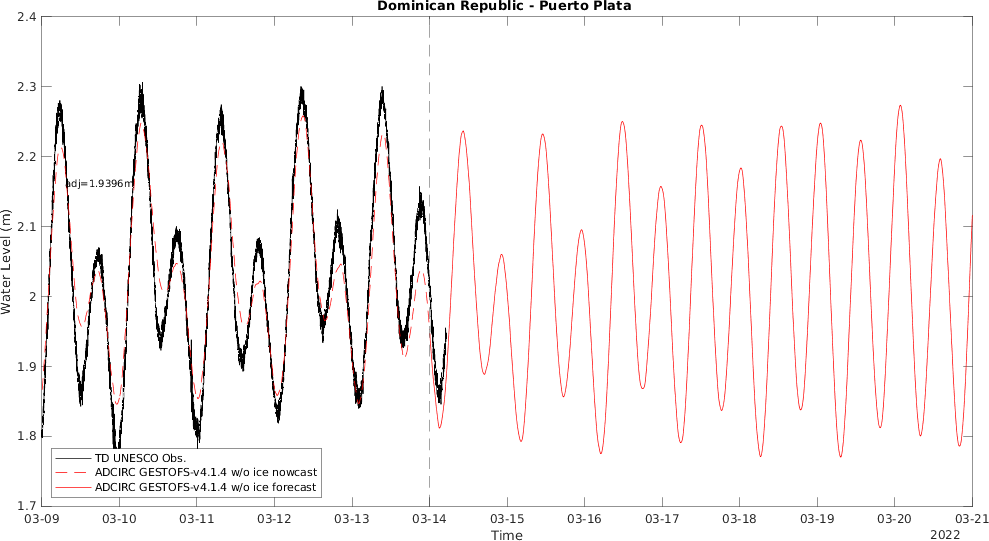 Dominican Republic - Puerto Plata
2.4
2.3
2.2
2.1
2
1.9
1.8
1.7
Water Level (m)
adj=1.9396m
TD UNESCO Obs.
ADCIRC GESTOFS-v4.1.4 w/o ice nowcast
ADCIRC GESTOFS-v4.1.4 w/o ice forecast
03-09 03-10 03-11 03-12 03-13 03-14 03-15 03-16 03-17 03-18 03-19 03-20 03-21
Time
2022